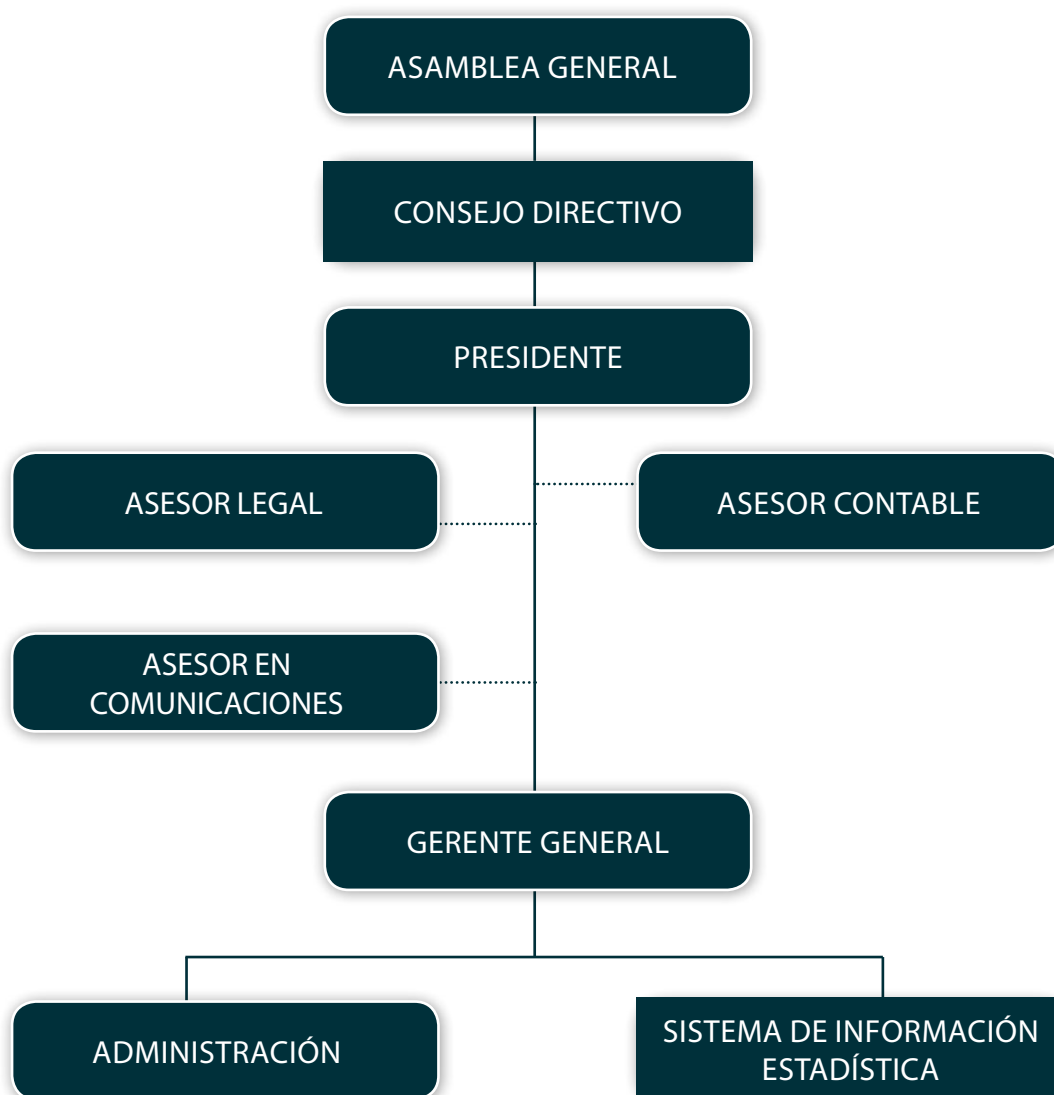 ASAMBLEA GENERAL
CONSEJO DIRECTIVO
PRESIDENTE
ASESOR LEGAL
ASESOR CONTABLE
ASESOR EN
COMUNICACIONES
GERENTE GENERAL
ADMINISTRACIÓN
SISTEMA DE INFORMACIÓN
ESTADÍSTICA